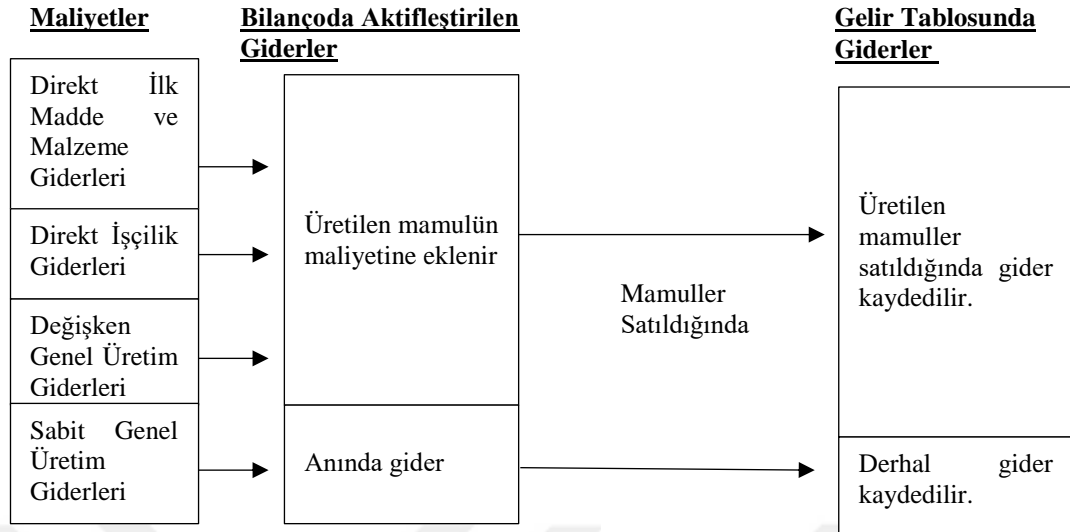 Maliyetler
Bilançoda Aktifleştirilen
Giderler
Gelir Tablosunda
Giderler
Direkt İlk
Madde ve
Malzeme
Giderleri
Direkt İşçilik
Giderleri
Değişken
Genel Üretim
Giderleri
Sabit Genel
Üretim
Giderleri
Üretilen mamulün
maliyetine eklenir
Anında gider
Mamuller
Satıldığında
Üretilen
mamuller
satıldığında gider
kaydedilir.
Derhal gider
kaydedilir.